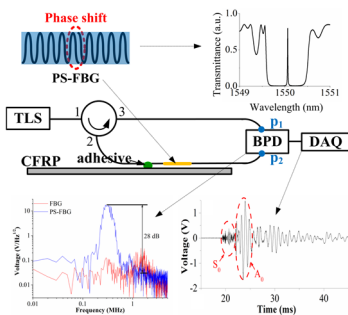 Phase shift
PS-FBG
Transmittance (a.u.)
1.0
0.5
0.0
1549
1550
1551
Wavelength (nm)
TLS
1
3
2
p1
BPD
DAQ
p2
adhesive
CFRP
FBG
PS-FBG
28 dB
Voltage (V/Hz1/2)
10
1
0.10
0.01
0.01
0.10
1.00
Frequency (MHz)
Voltage (V)
2
1
0
-1
-2
S0
A0
20
30
40
Time (ms)